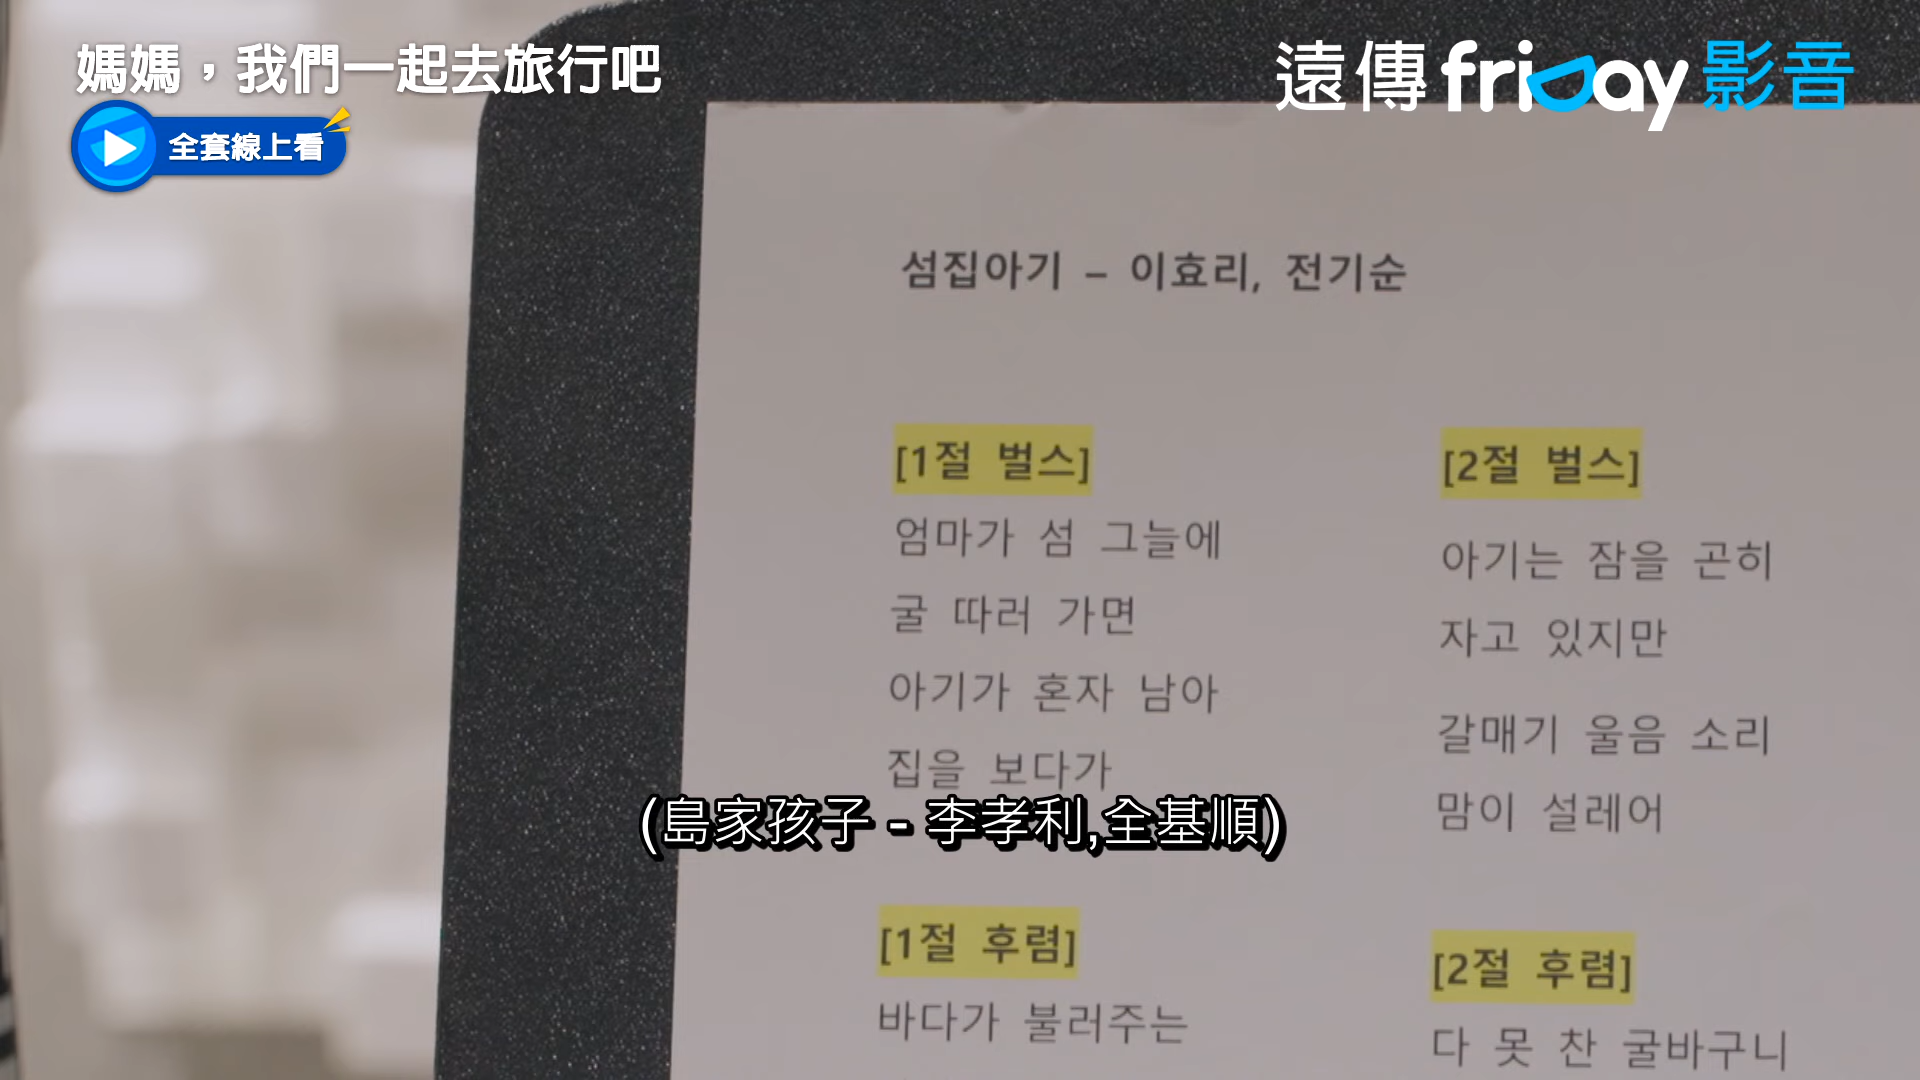 媽媽，我們一起去旅行吧
全套線上看
遠傳friDay影音
섬집아기 – 이효리, 전기순
[1절 벌스]
엄마가 섬 그늘에
굴 따러 가면
아기가 혼자 남아
집을 보다가
[1절 후렴]
바다가 불러주는
[2절 벌스]
아기는 잠을 곤히
자고 있지만
갈매기 울음 소리
맘이 설레어
[2절 후렴]
다 못 찬 굴바구니
(島家孩子 - 李孝利,全基順)